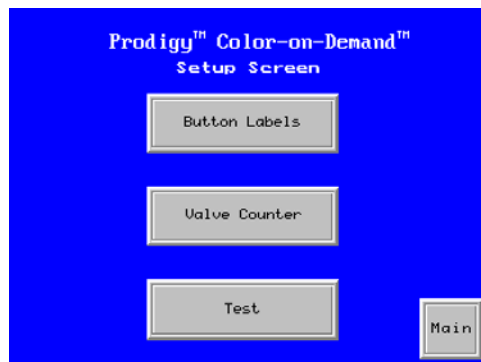 Prodigy™ Color-on-Demand™
Setup Screen
Button Labels
Valve Counter
Test
Main